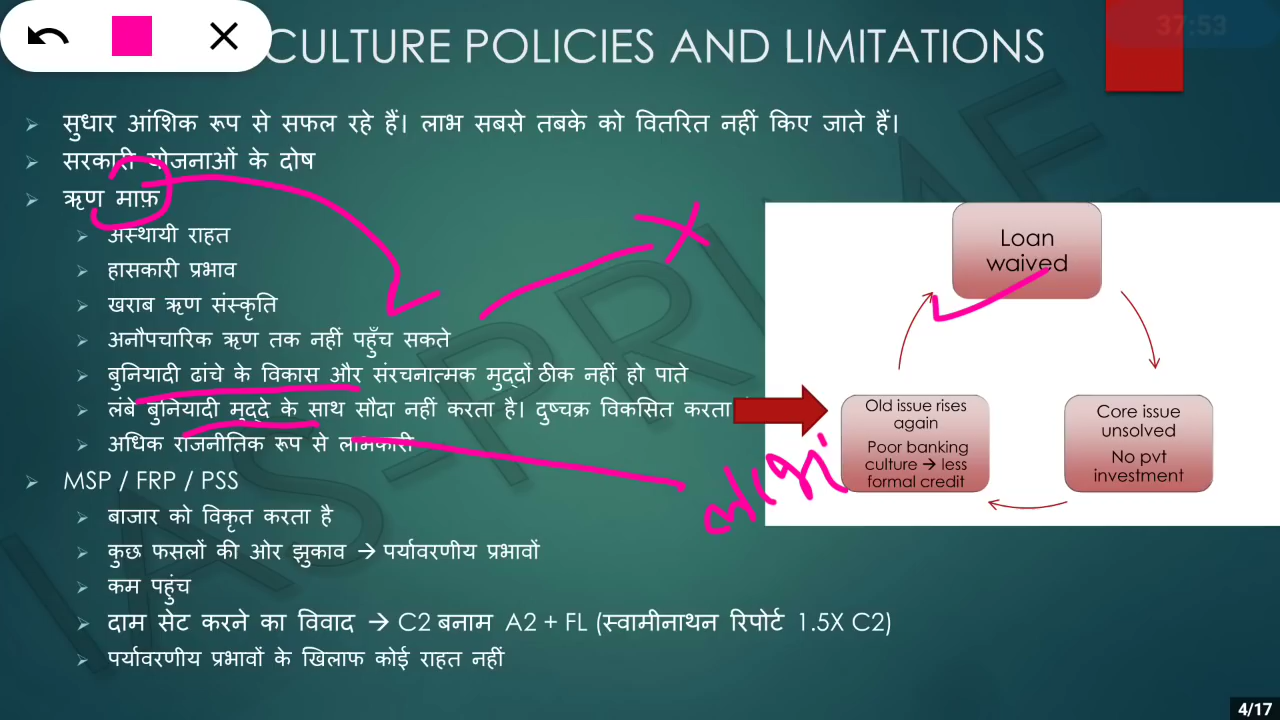 CULTURE POLICIES AND LIMITATIONS
37:53
सुधार आंशिक रूप से सफल रहे हैं। लाभ सबसे तबके को वितरित नहीं किए जाते हैं।
सरकारी योजनाओं के दोष
ऋण माफ़
अस्थायी राहत
हासकारी प्रभाव
खराब ऋण संस्कृति
अनौपचारिक ऋण तक नहीं पहुँच सकते
बुनियादी ढांचे के विकास और संरचनात्मक मुद्दों ठीक नहीं हो पाते
लंबे बुनियादी मुद्दे के साथ सौदा नहीं करता है। दुष्चक्र विकसित करता
अधिक राजनीतिक रूप से लाभकारी
MSP / FRP / PSS
बाजार को विकृत करता है
कुछ फसलों की ओर झुकाव → पर्यावरणीय प्रभावों
कम पहुंच
दाम सेट करने का विवाद → C2 बनाम A2 + FL (स्वामीनाथन रिपोर्ट 1.5X C2)
पर्यावरणीय प्रभावों के खिलाफ कोई राहत नहीं
Loan
waived
Core issue
unsolved
No pvt
investment
Old issue rises
again
Poor banking
culture → less
formal credit
4/17